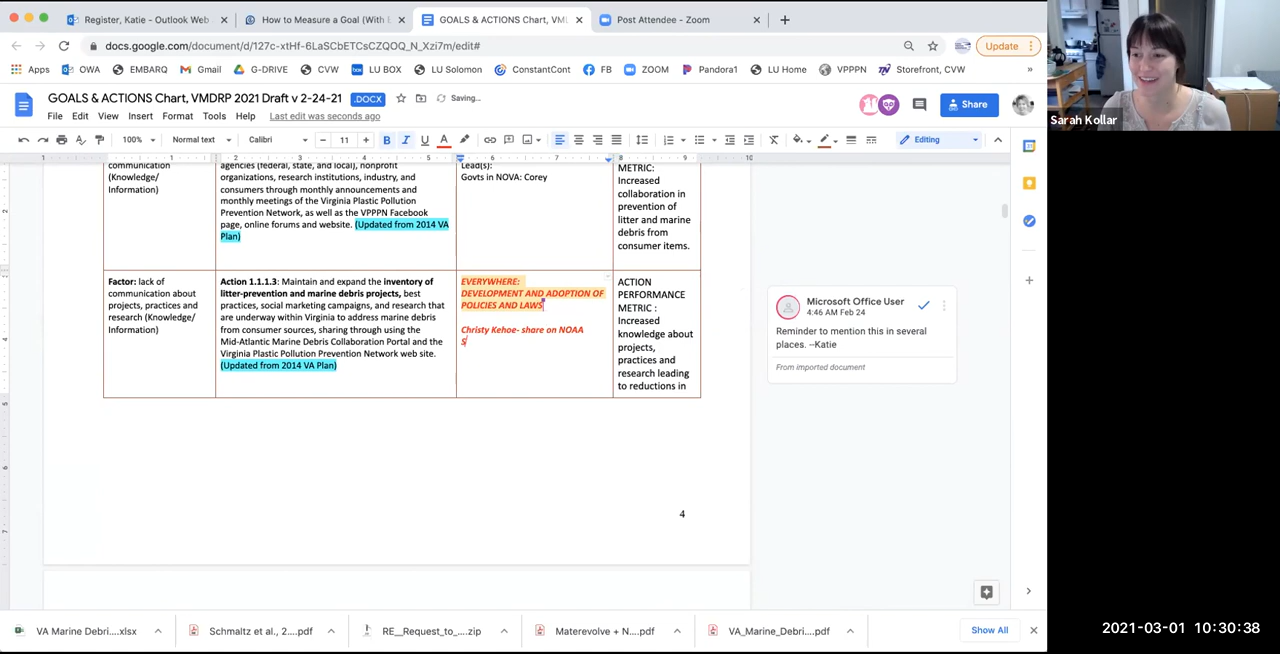 Register, Katie - Outlook Web
How to Measure a Goal (With E
GOALS & ACTIONS Chart, VMD
Post Attendee - Zoom
docs.google.com/document/d/127c-xtHf-6LaSCbETCsCZQOQ_N_Xzi7m/edit#
Update
Apps OWA EMBARQ Gmail G-DRIVE CVW LU BOX LU Solomon ConstantCont FB ZOOM Pandora1 LU Home VPPPN Storefront, CVW »
GOALS & ACTIONS Chart, VMDRP 2021 Draft v 2-24-21 .DOCX Saving...
File Edit View Insert Format Tools Help Last edit was seconds ago
Share
100% Normal text Calibri 11 B I U A Editing
1 1 2 3 4 5 6 7 8 9 10
communication
(Knowledge/
Information)
agencies (federal, state, and local), nonprofit
organizations, research institutions, industry, and
consumers through monthly announcements and
monthly meetings of the Virginia Plastic Pollution
Prevention Network, as well as the VPPPN Facebook
page, online forums and website. (Updated from 2014 VA
Plan)
Lead(s):
Govts in NOVA: Corey
METRIC:
Increased
collaboration in
prevention of
litter and marine
debris from
consumer items.
Factor: lack of
communication about
projects, practices and
research (Knowledge/
Information)
Action 1.1.1.3: Maintain and expand the inventory of
litter-prevention and marine debris projects, best
practices, social marketing campaigns, and research that
are underway within Virginia to address marine debris
from consumer sources, sharing through using the
Mid-Atlantic Marine Debris Collaboration Portal and the
Virginia Plastic Pollution Prevention Network web site.
(Updated from 2014 VA Plan)
EVERYWHERE:
DEVELOPMENT AND ADOPTION OF
POLICIES AND LAWS
Christy Kehoe- share on NOAA
S
ACTION
PERFORMANCE
METRIC :
Increased
knowledge about
projects,
practices and
research leading
to reductions in
4
Microsoft Office User
4:46 AM Feb 24
Reminder to mention this in several
places. --Katie
From imported document
VA Marine Debri....xlsx
Schmaltz et al., 2....pdf
RE__Request_to_....zip
Materevolve + N....pdf
VA_Marine_Debri....pdf
Show All
Sarah Kollar
2021-03-01 10:30:38